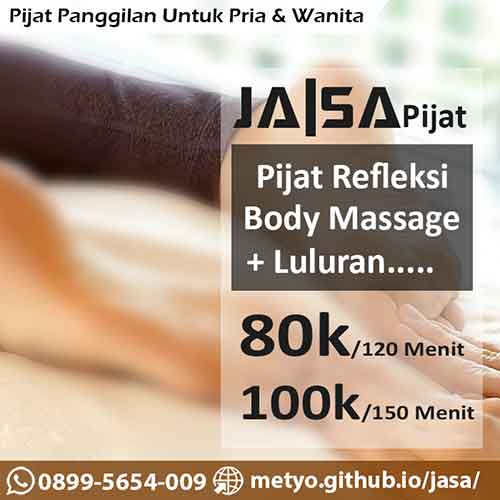 Pijat Panggilan Untuk Pria & Wanita
JA|SA Pijat
Pijat Refleksi
Body Massage
+ Luluran.....
80k/120 Menit
100k/150 Menit
0899-5654-009 metyo.github.io/jasa/